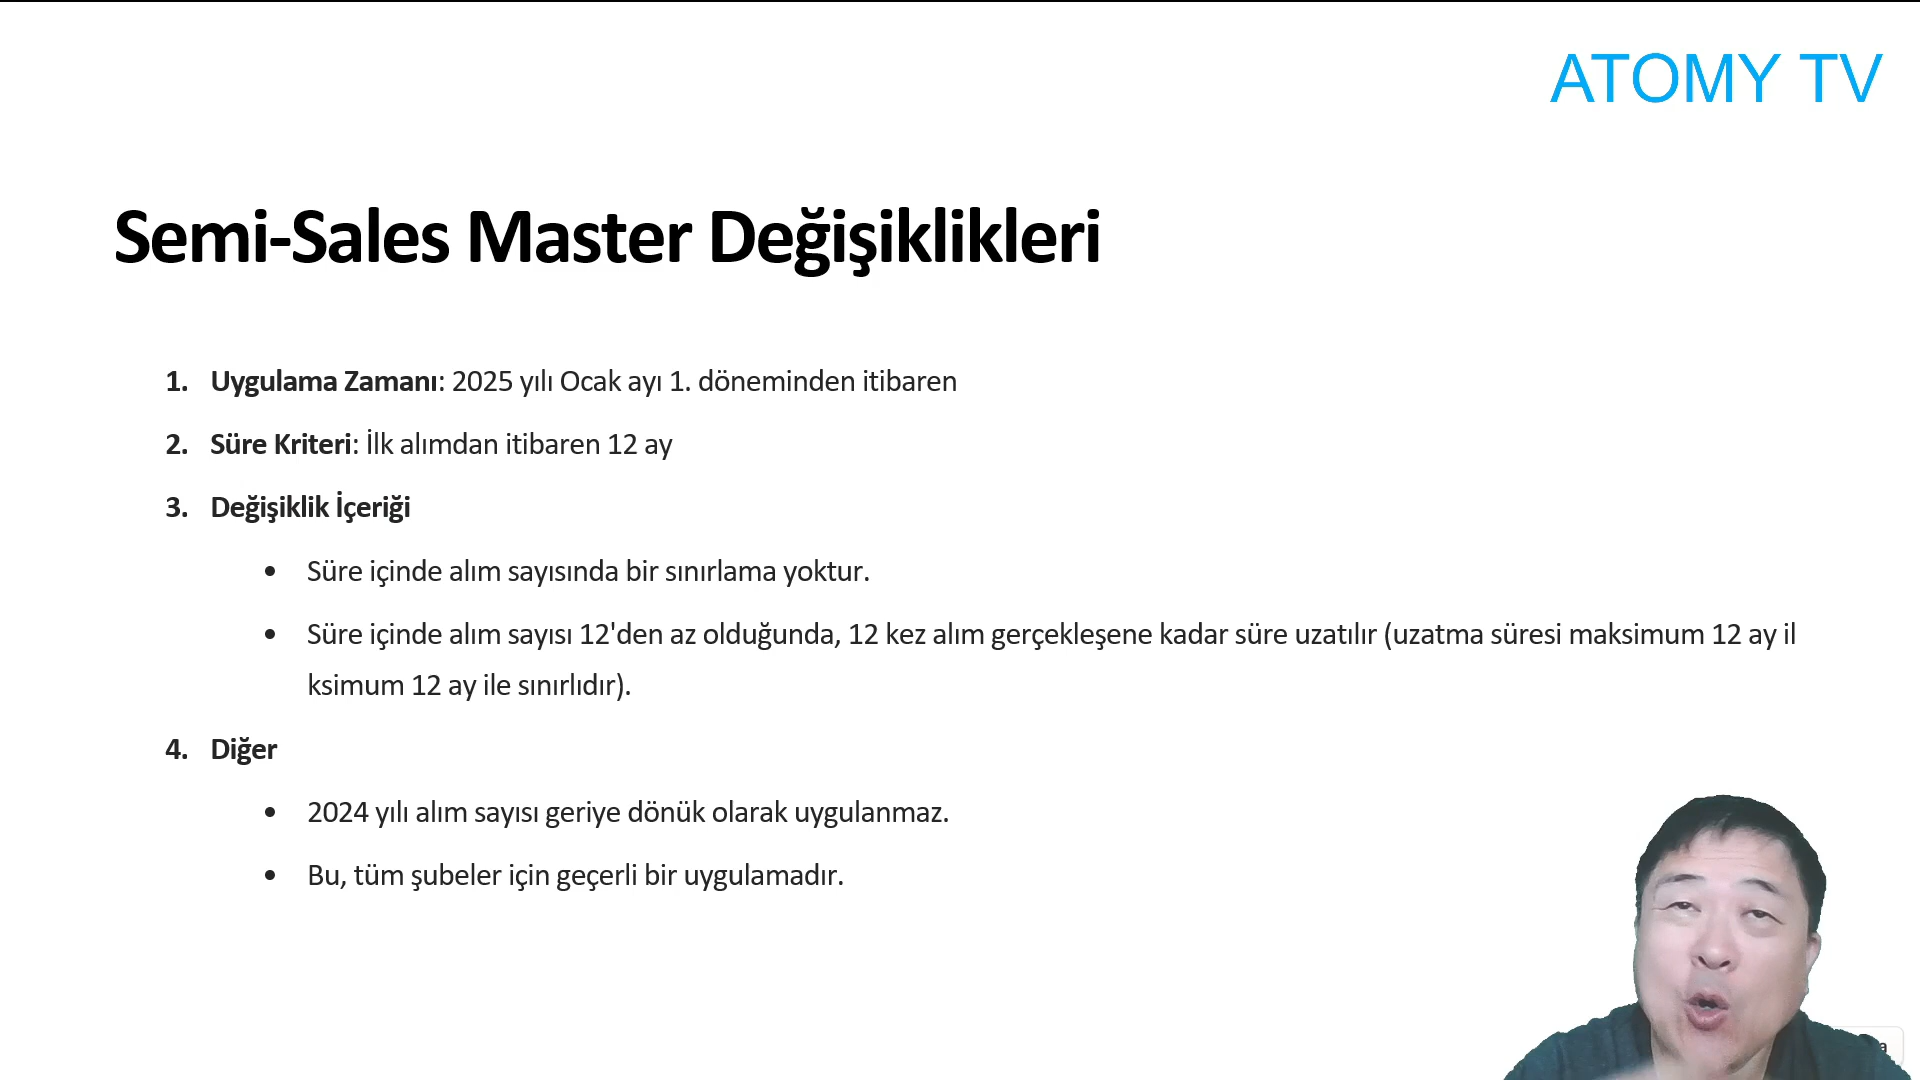 ATOMY TV
Semi-Sales Master Değişiklikleri
1. Uygulama Zamanı: 2025 yılı Ocak ayı 1. döneminden itibaren
2. Süre Kriteri: İlk alımdan itibaren 12 ay
3. Değişiklik İçeriği
• Süre içinde alım sayısında bir sınırlama yoktur.
• Süre içinde alım sayısı 12'den az olduğunda, 12 kez alım gerçekleşene kadar süre uzatılır (uzatma süresi maksimum 12 ay il
ksimum 12 ay ile sınırlıdır).
4. Diğer
• 2024 yılı alım sayısı geriye dönük olarak uygulanmaz.
• Bu, tüm şubeler için geçerli bir uygulamadır.